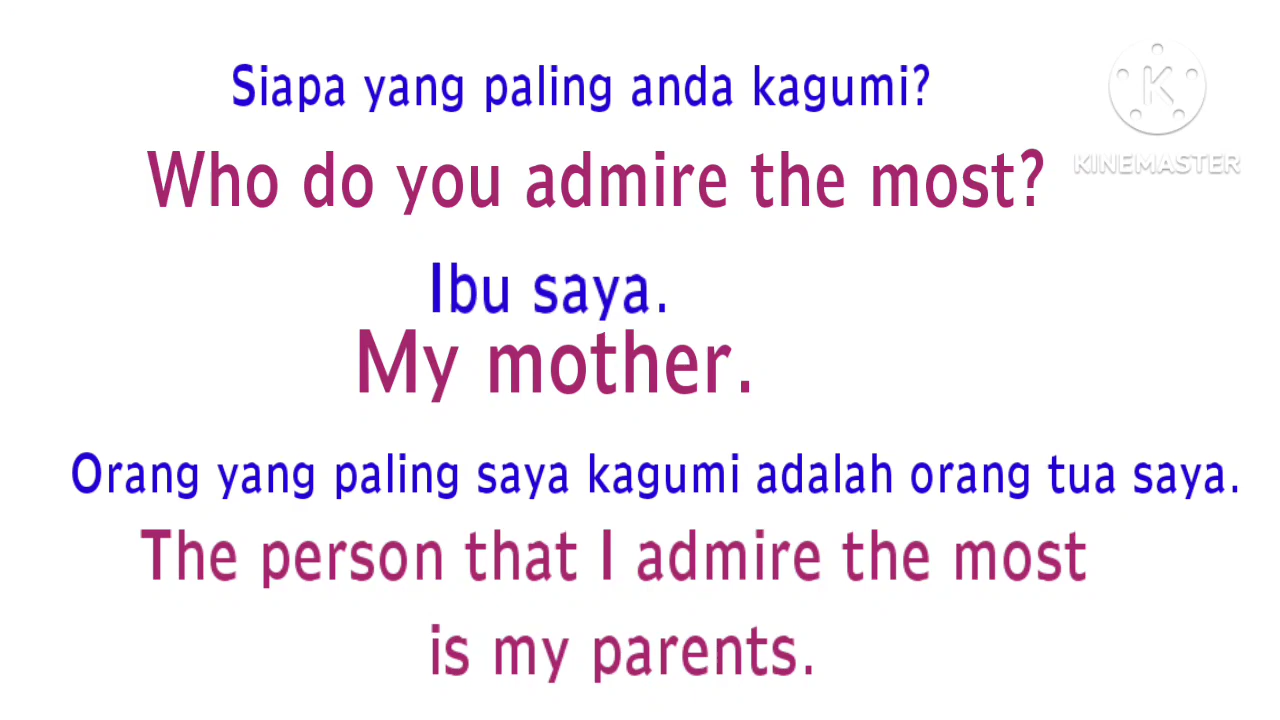 Siapa yang paling anda kagumi?
Who do you admire the most?
KINEMASTER
Ibu saya.
My mother.
Orang yang paling saya kagumi adalah orang tua saya.
The person that I admire the most
is my parents.